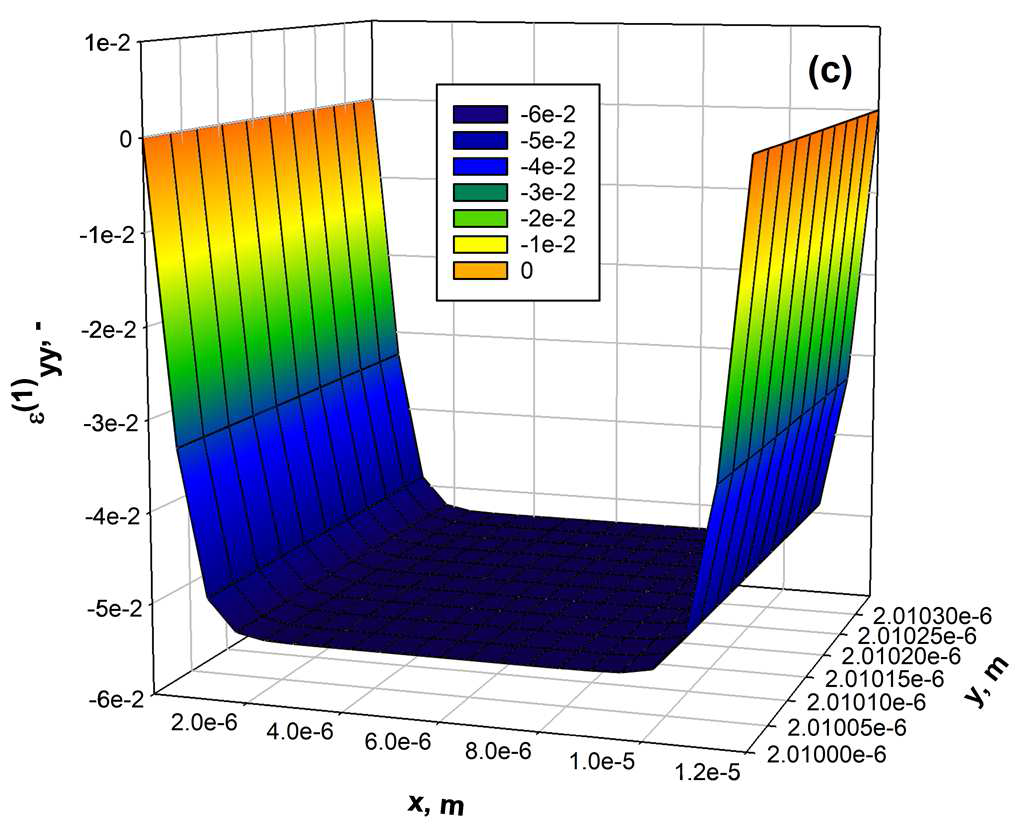 1e-2
0
-1e-2
-2e-2
-3e-2
-4e-2
-5e-2
-6e-2
ε(1)yy, -
(c)
-6e-2
-5e-2
-4e-2
-3e-2
-2e-2
-1e-2
0
2.0e-6
4.0e-6
6.0e-6
8.0e-6
1.0e-5
1.2e-5
x, m
2.01030e-6
2.01025e-6
2.01020e-6
2.01015e-6
2.01010e-6
2.01005e-6
2.01000e-6
y, m